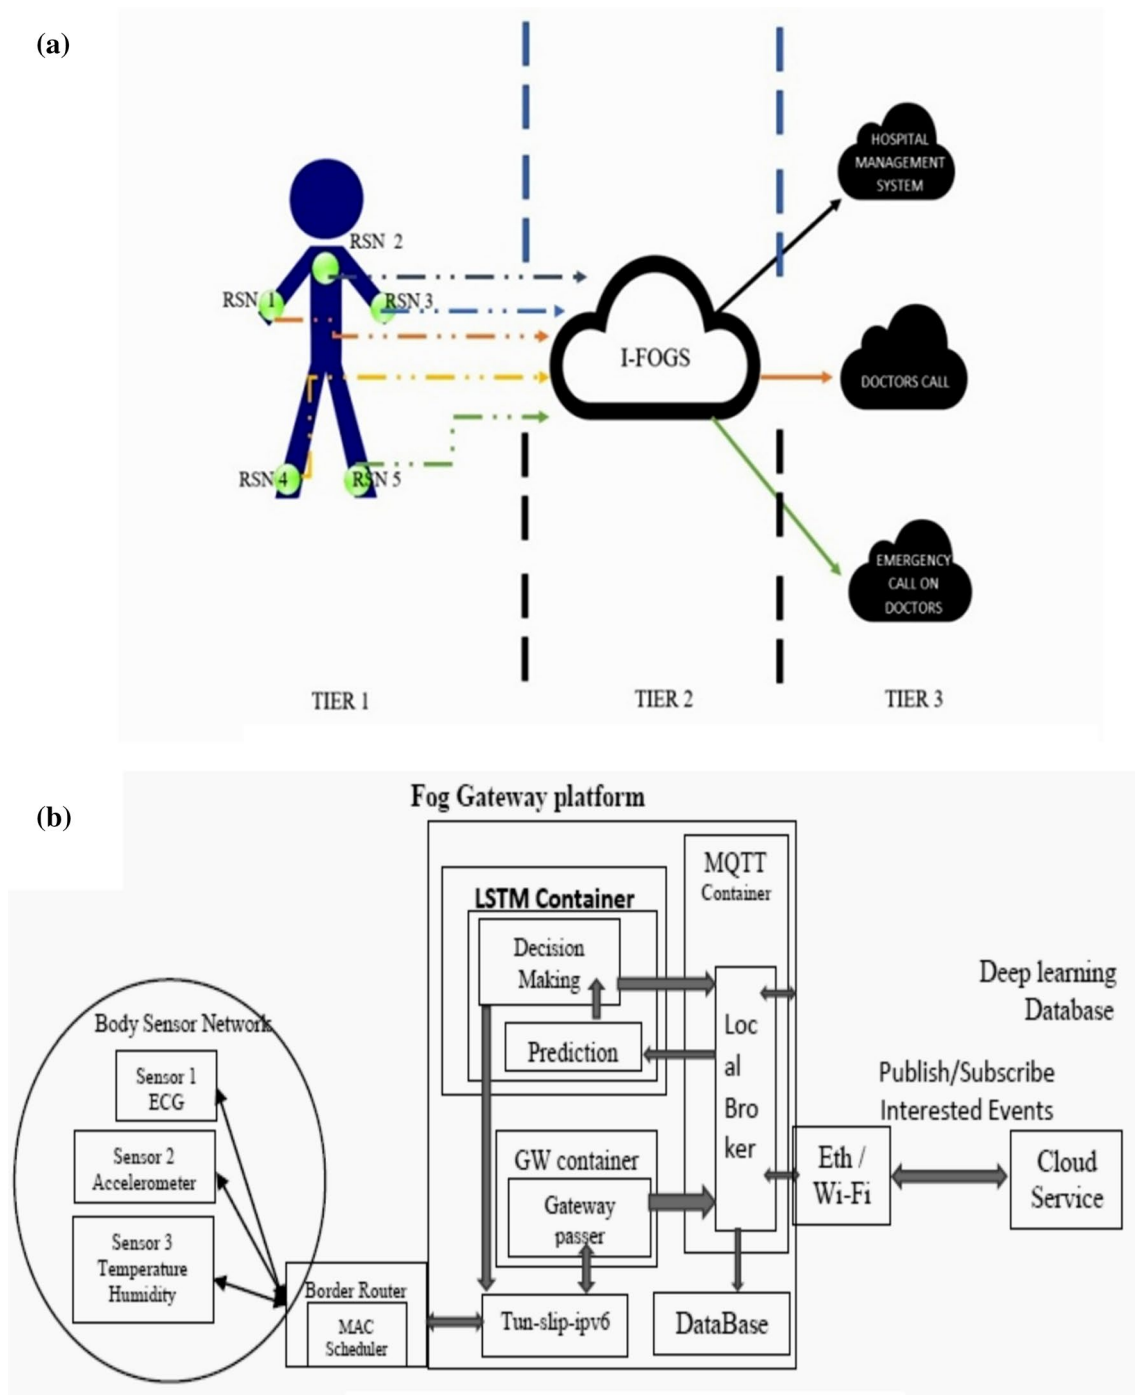 (a)
HOSPITAL
MANAGEMENT
SYSTEM
RSN 2
RSN 1
RSN 3
I-FOGS
DOCTORS CALL
RSN 4
RSN 5
EMERGENCY
CALL ON
DOCTORS
TIER 1
TIER 2
TIER 3
(b)
Fog Gateway platform
MQTT
Container
LSTM Container
Decision
Making
Prediction
Loc
al
Bro
ker
Deep learning
Database
Body Sensor Network
Sensor 1
ECG
Sensor 2
Accelerometer
Sensor 3
Temperature
Humidity
Publish/Subscribe
Interested Events
GW container
Gateway
passer
Eth /
Wi-Fi
Cloud
Service
Border Router
MAC
Scheduler
Tun-slip-ipv6
DataBase